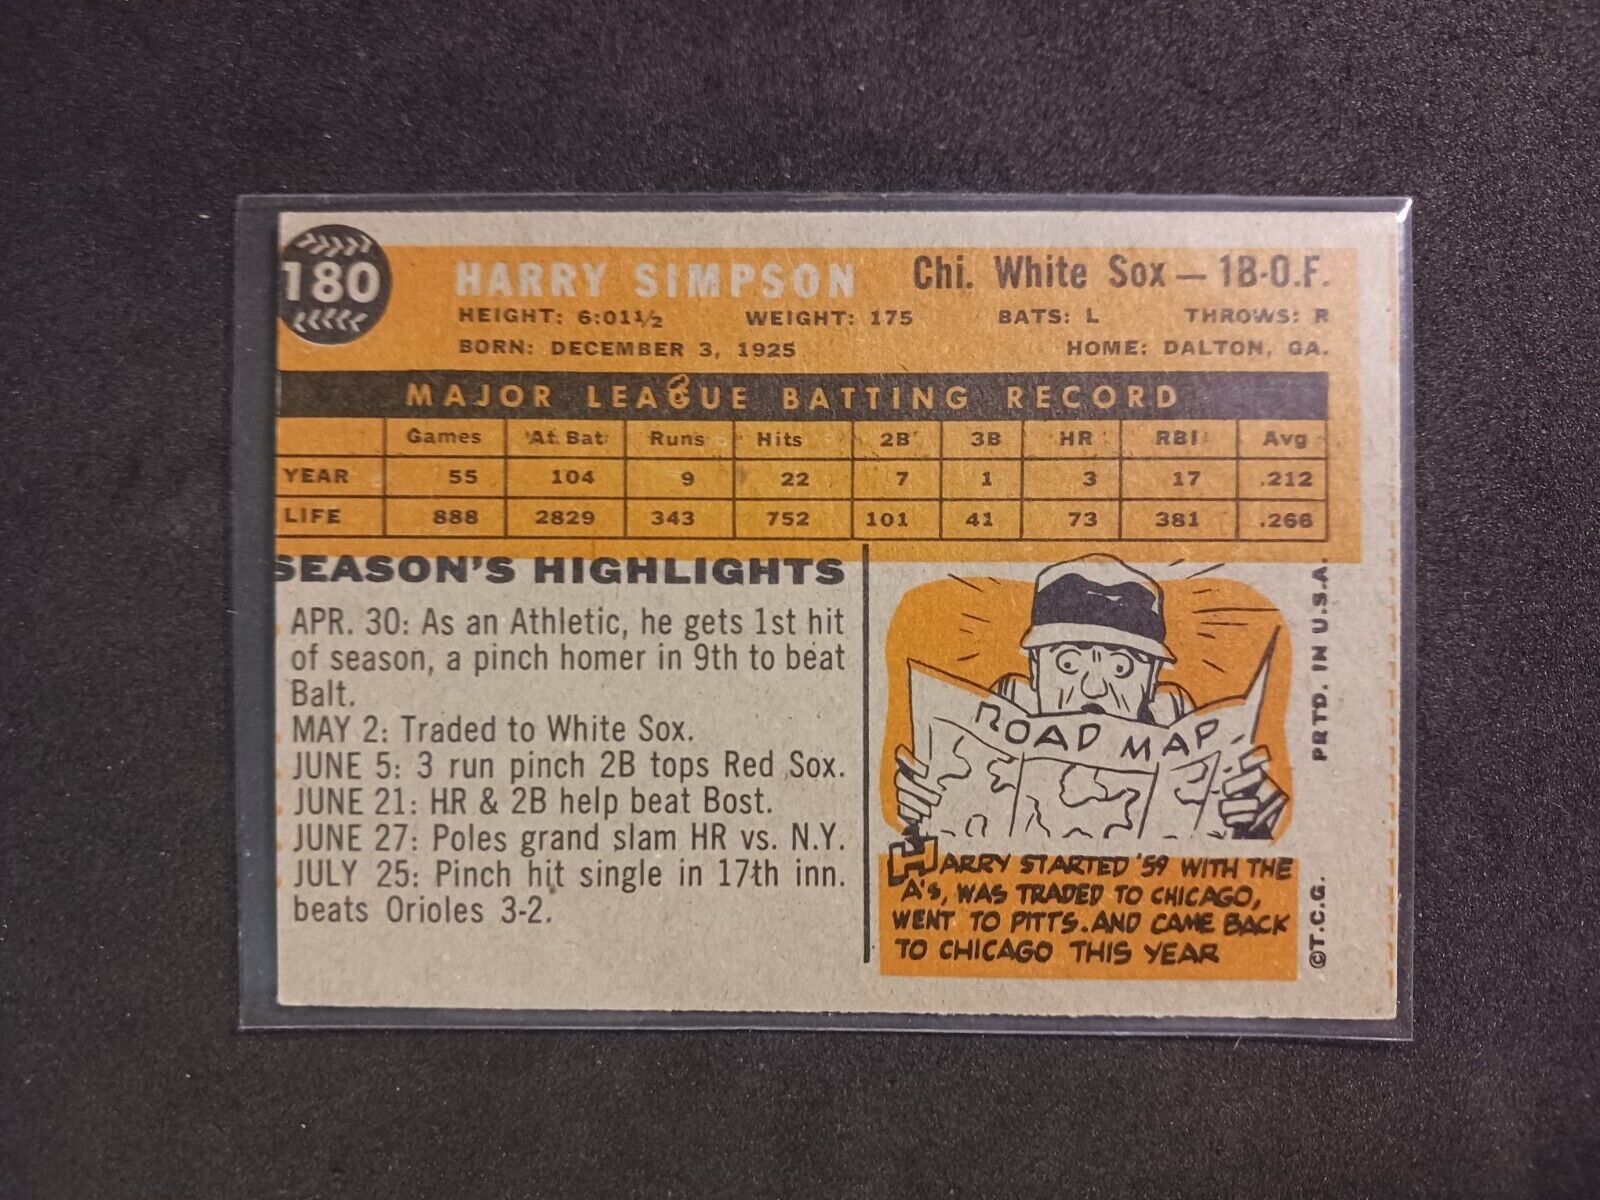 180
HARRY SIMPSON Chi. White Sox — 1B-O.F.
HEIGHT: 6:01½ WEIGHT: 175 BATS: L THROWS: R
BORN: DECEMBER 3, 1925 HOME: DALTON, GA.
MAJOR LEAGUE BATTING RECORD
Games At Bat Runs Hits 2B 3B HR RBI Avg
YEAR 55 104 9 22 7 1 3 17 .212
LIFE 888 2829 343 752 101 41 73 381 .266
SEASON'S HIGHLIGHTS
APR. 30: As an Athletic, he gets 1st hit
of season, a pinch homer in 9th to beat
Balt.
MAY 2: Traded to White Sox.
JUNE 5: 3 run pinch 2B tops Red Sox.
JUNE 21: HR & 2B help beat Bost.
JUNE 27: Poles grand slam HR vs. N.Y.
JULY 25: Pinch hit single in 17th inn.
beats Orioles 3-2.
ROAD MAP
HARRY STARTED '59 WITH THE
A'S, WAS TRADED TO CHICAGO,
WENT TO PITTS. AND CAME BACK
TO CHICAGO THIS YEAR
©T.C.G. PRTD. IN U.S.A.